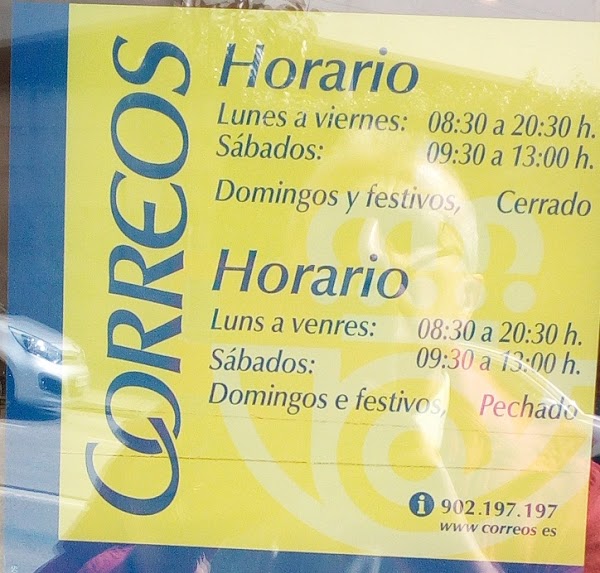 CORREOS
Horario
Lunes a viernes: 08:30 a 20:30 h.
Sábados: 09:30 a 13:00 h.
Domingos y festivos, Cerrado
Horario
Luns a venres: 08:30 a 20:30 h.
Sábados: 09:30 a 13:00 h.
Domingos e festivos, Pechado
i 902.197.197
www correos es